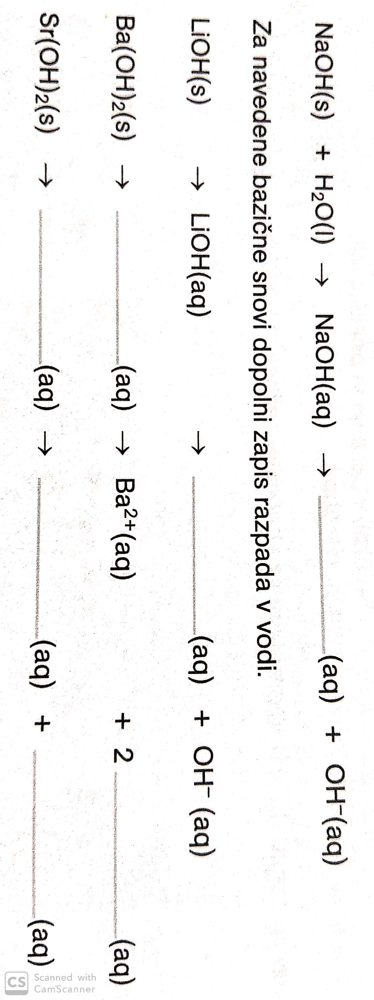 NaOH(s) + H₂O(l) → NaOH(aq) → ________(aq) + OH⁻(aq)
Za navedene bazične snovi dopolni zapis razpada v vodi.
LiOH(s) → LiOH(aq) → ________(aq) + OH⁻ (aq)
Ba(OH)₂(s) → ________(aq) → Ba²⁺(aq) + 2 ________(aq)
Sr(OH)₂(s) → ________(aq) → ________(aq) + ________(aq)
CS Scanned with
CamScanner